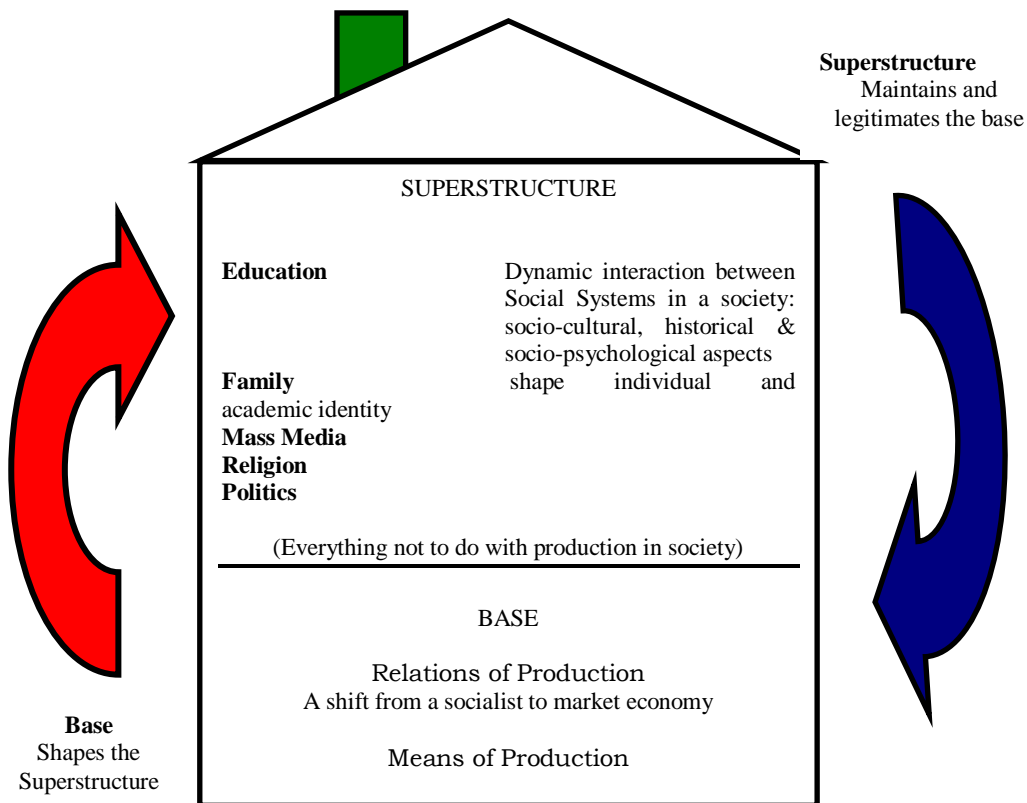 Superstructure
Maintains and
legitimates the base
SUPERSTRUCTURE
Education
Dynamic interaction between
Social Systems in a society:
socio-cultural, historical &
socio-psychological aspects
Family
shape individual and
academic identity
Mass Media
Religion
Politics
(Everything not to do with production in society)
BASE
Relations of Production
A shift from a socialist to market economy
Means of Production
Base
Shapes the
Superstructure